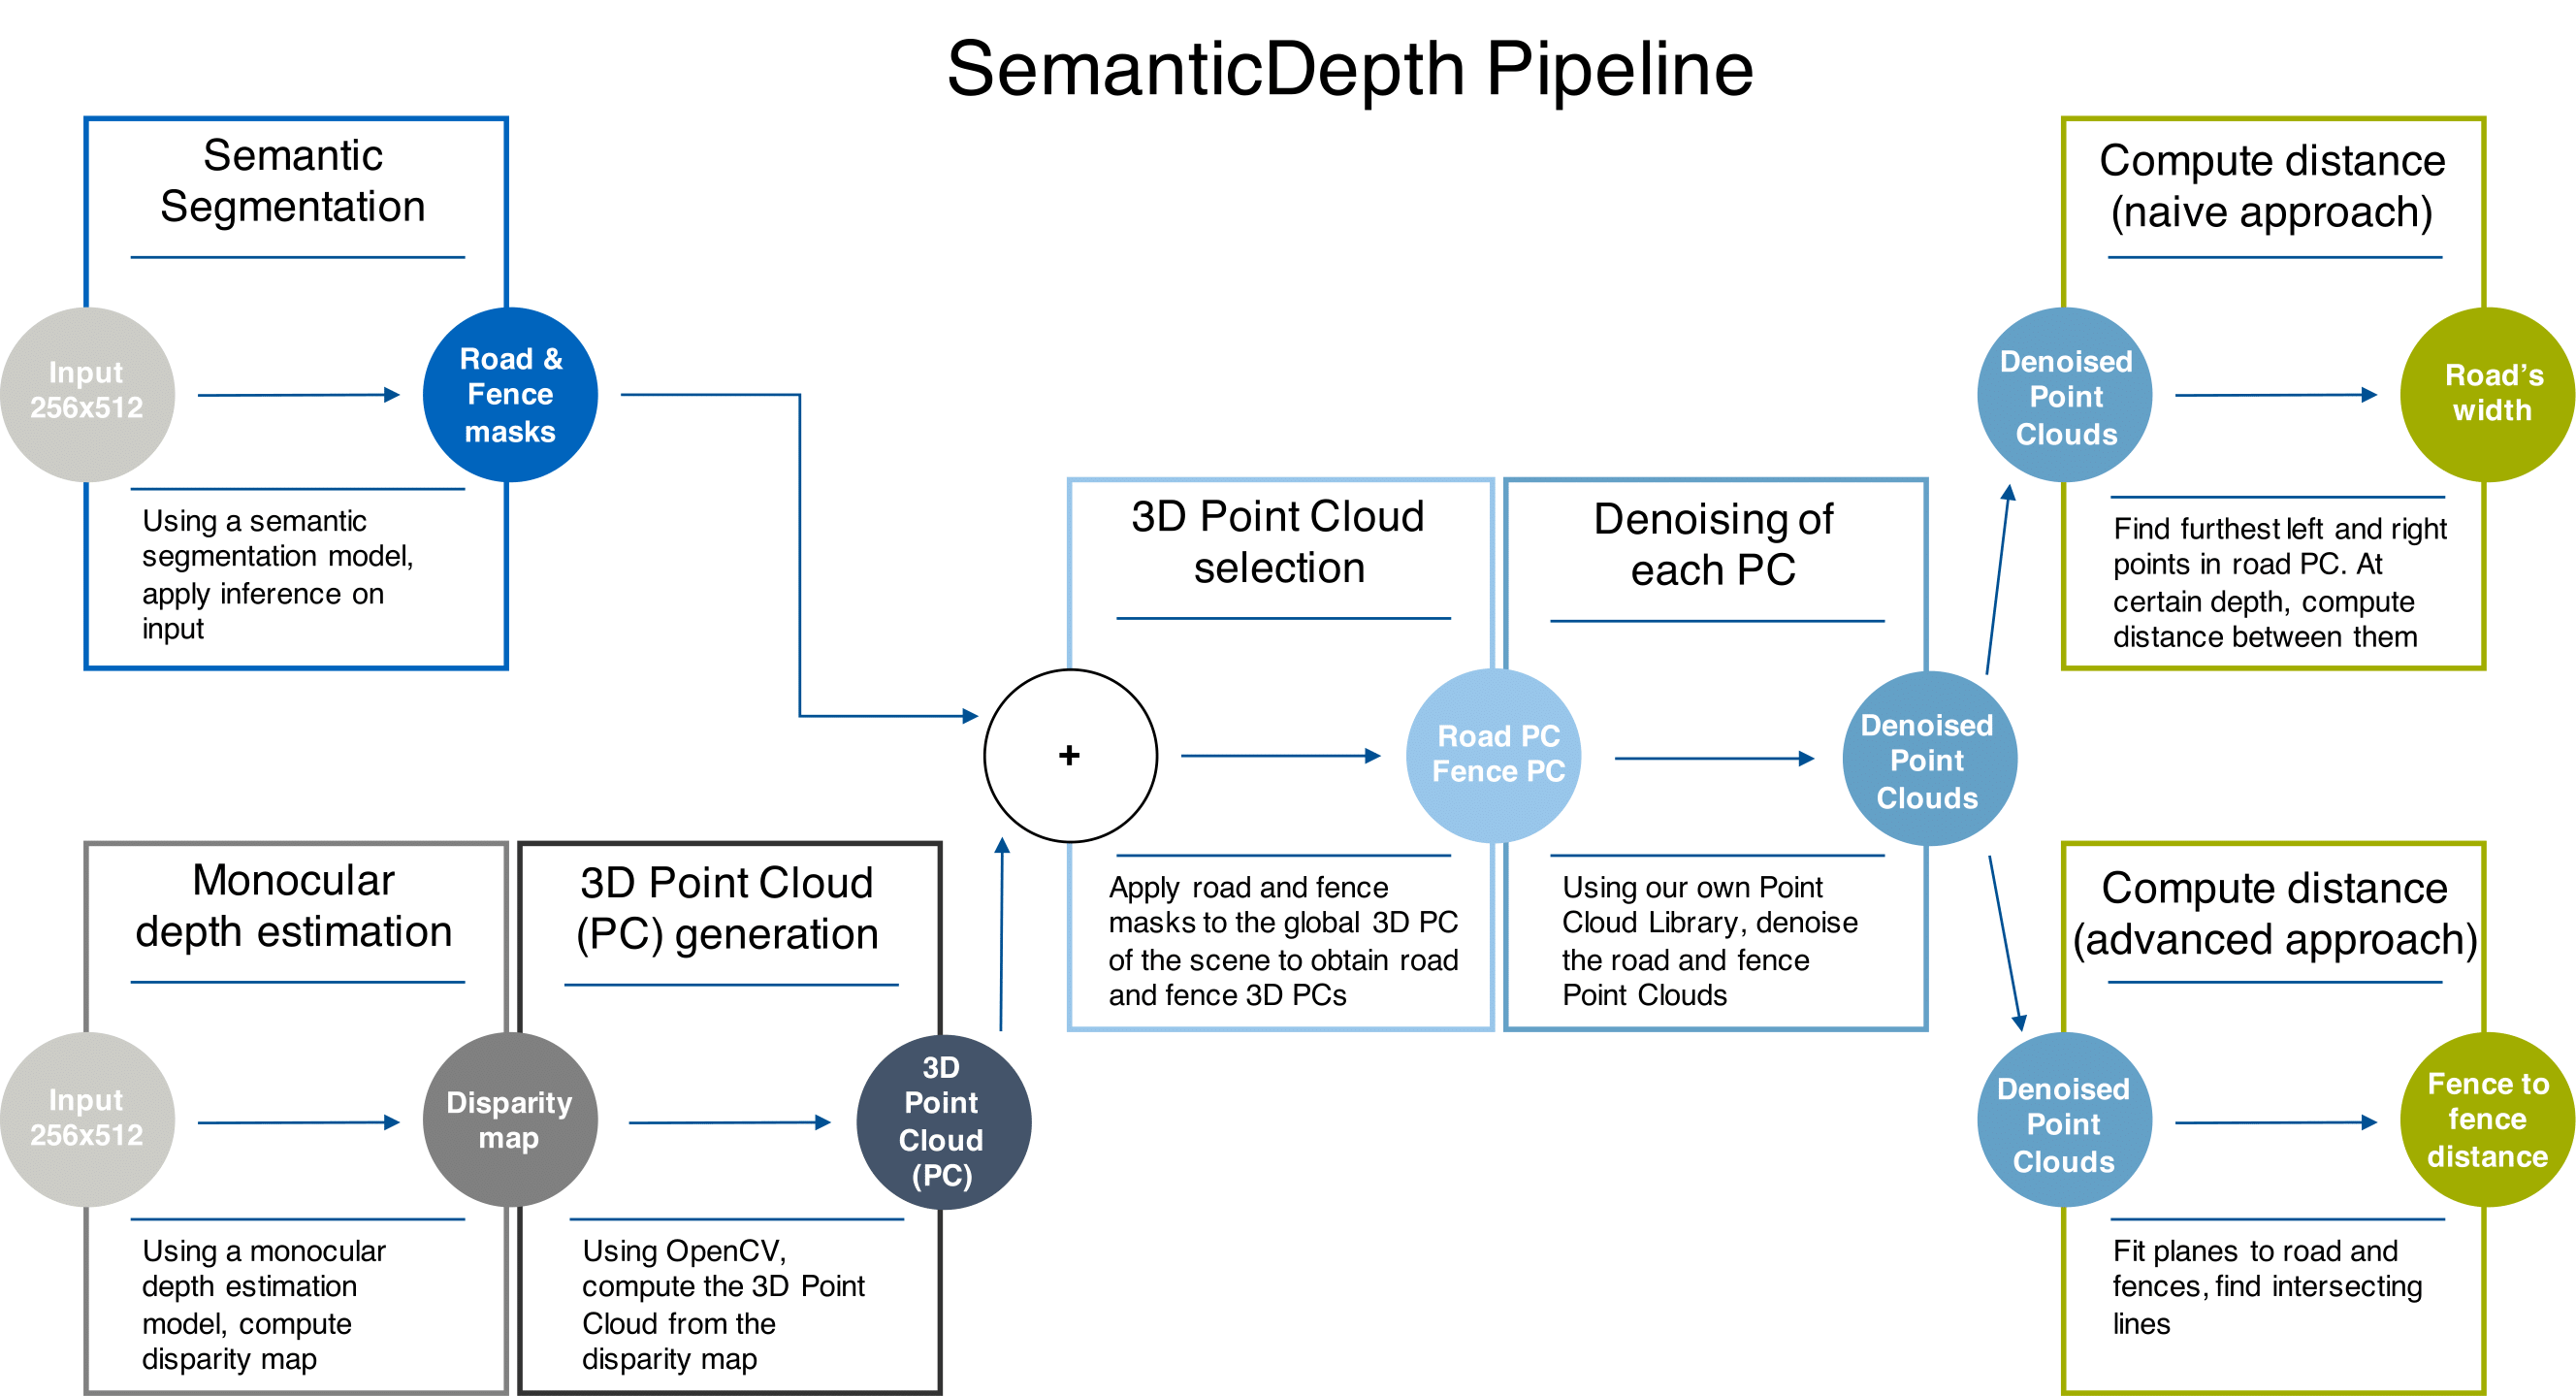 SemanticDepth Pipeline
Semantic
Segmentation
Input
256x512
Road &
Fence
masks
Using a semantic
segmentation model,
apply inference on
input
Monocular
depth estimation
Input
256x512
Disparity
map
Using a monocular
depth estimation
model, compute
disparity map
3D Point Cloud
(PC) generation
3D
Point
Cloud
(PC)
Using OpenCV,
compute the 3D Point
Cloud from the
disparity map
3D Point Cloud
selection
+
Road PC
Fence PC
Apply road and fence
masks to the global 3D PC
of the scene to obtain road
and fence 3D PCs
Denoising of
each PC
Denoised
Point
Clouds
Using our own Point
Cloud Library, denoise
the road and fence
Point Clouds
Compute distance
(naive approach)
Denoised
Point
Clouds
Road’s
width
Find furthest left and right
points in road PC. At
certain depth, compute
distance between them
Compute distance
(advanced approach)
Denoised
Point
Clouds
Fence to
fence
distance
Fit planes to road and
fences, find intersecting
lines